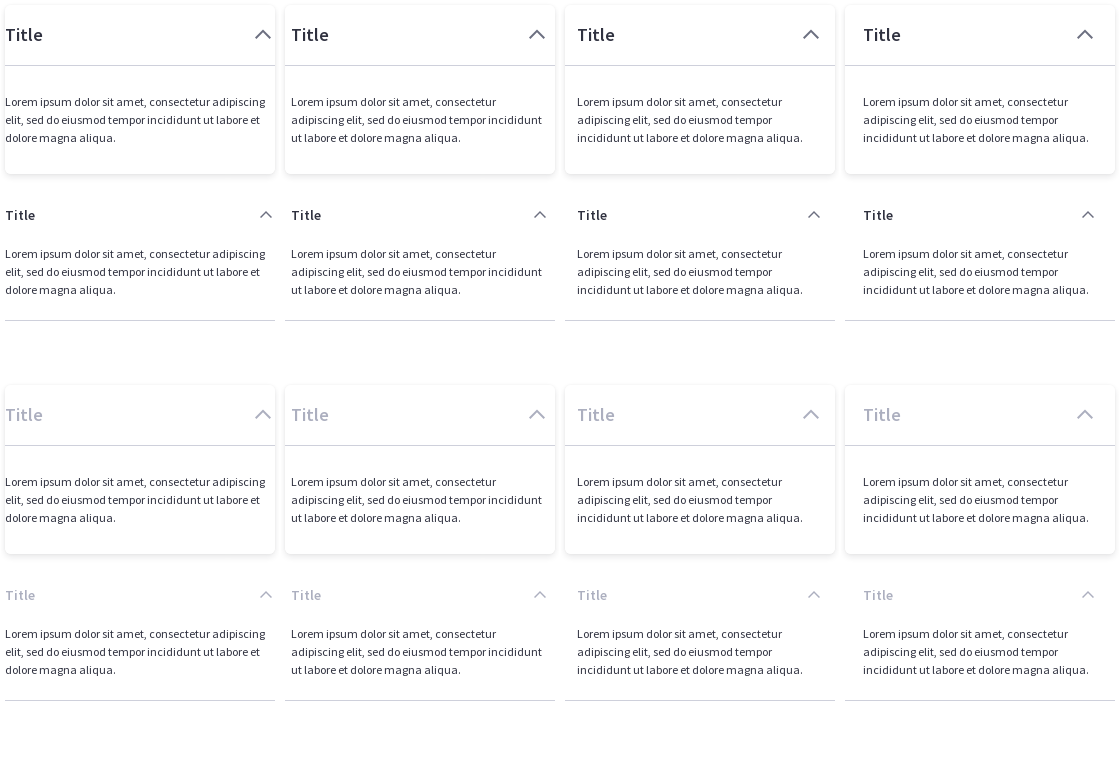 Title
Lorem ipsum dolor sit amet, consectetur adipiscing
elit, sed do eiusmod tempor incididunt ut labore et
dolore magna aliqua.
Title
Lorem ipsum dolor sit amet, consectetur
adipiscing elit, sed do eiusmod tempor incididunt
ut labore et dolore magna aliqua.
Title
Lorem ipsum dolor sit amet, consectetur
adipiscing elit, sed do eiusmod tempor
incididunt ut labore et dolore magna aliqua.
Title
Lorem ipsum dolor sit amet, consectetur
adipiscing elit, sed do eiusmod tempor
incididunt ut labore et dolore magna aliqua.
Title
Lorem ipsum dolor sit amet, consectetur adipiscing
elit, sed do eiusmod tempor incididunt ut labore et
dolore magna aliqua.
Title
Lorem ipsum dolor sit amet, consectetur
adipiscing elit, sed do eiusmod tempor incididunt
ut labore et dolore magna aliqua.
Title
Lorem ipsum dolor sit amet, consectetur
adipiscing elit, sed do eiusmod tempor
incididunt ut labore et dolore magna aliqua.
Title
Lorem ipsum dolor sit amet, consectetur
adipiscing elit, sed do eiusmod tempor
incididunt ut labore et dolore magna aliqua.
Title
Lorem ipsum dolor sit amet, consectetur adipiscing
elit, sed do eiusmod tempor incididunt ut labore et
dolore magna aliqua.
Title
Lorem ipsum dolor sit amet, consectetur
adipiscing elit, sed do eiusmod tempor incididunt
ut labore et dolore magna aliqua.
Title
Lorem ipsum dolor sit amet, consectetur
adipiscing elit, sed do eiusmod tempor
incididunt ut labore et dolore magna aliqua.
Title
Lorem ipsum dolor sit amet, consectetur
adipiscing elit, sed do eiusmod tempor
incididunt ut labore et dolore magna aliqua.
Title
Lorem ipsum dolor sit amet, consectetur adipiscing
elit, sed do eiusmod tempor incididunt ut labore et
dolore magna aliqua.
Title
Lorem ipsum dolor sit amet, consectetur
adipiscing elit, sed do eiusmod tempor incididunt
ut labore et dolore magna aliqua.
Title
Lorem ipsum dolor sit amet, consectetur
adipiscing elit, sed do eiusmod tempor
incididunt ut labore et dolore magna aliqua.
Title
Lorem ipsum dolor sit amet, consectetur
adipiscing elit, sed do eiusmod tempor
incididunt ut labore et dolore magna aliqua.